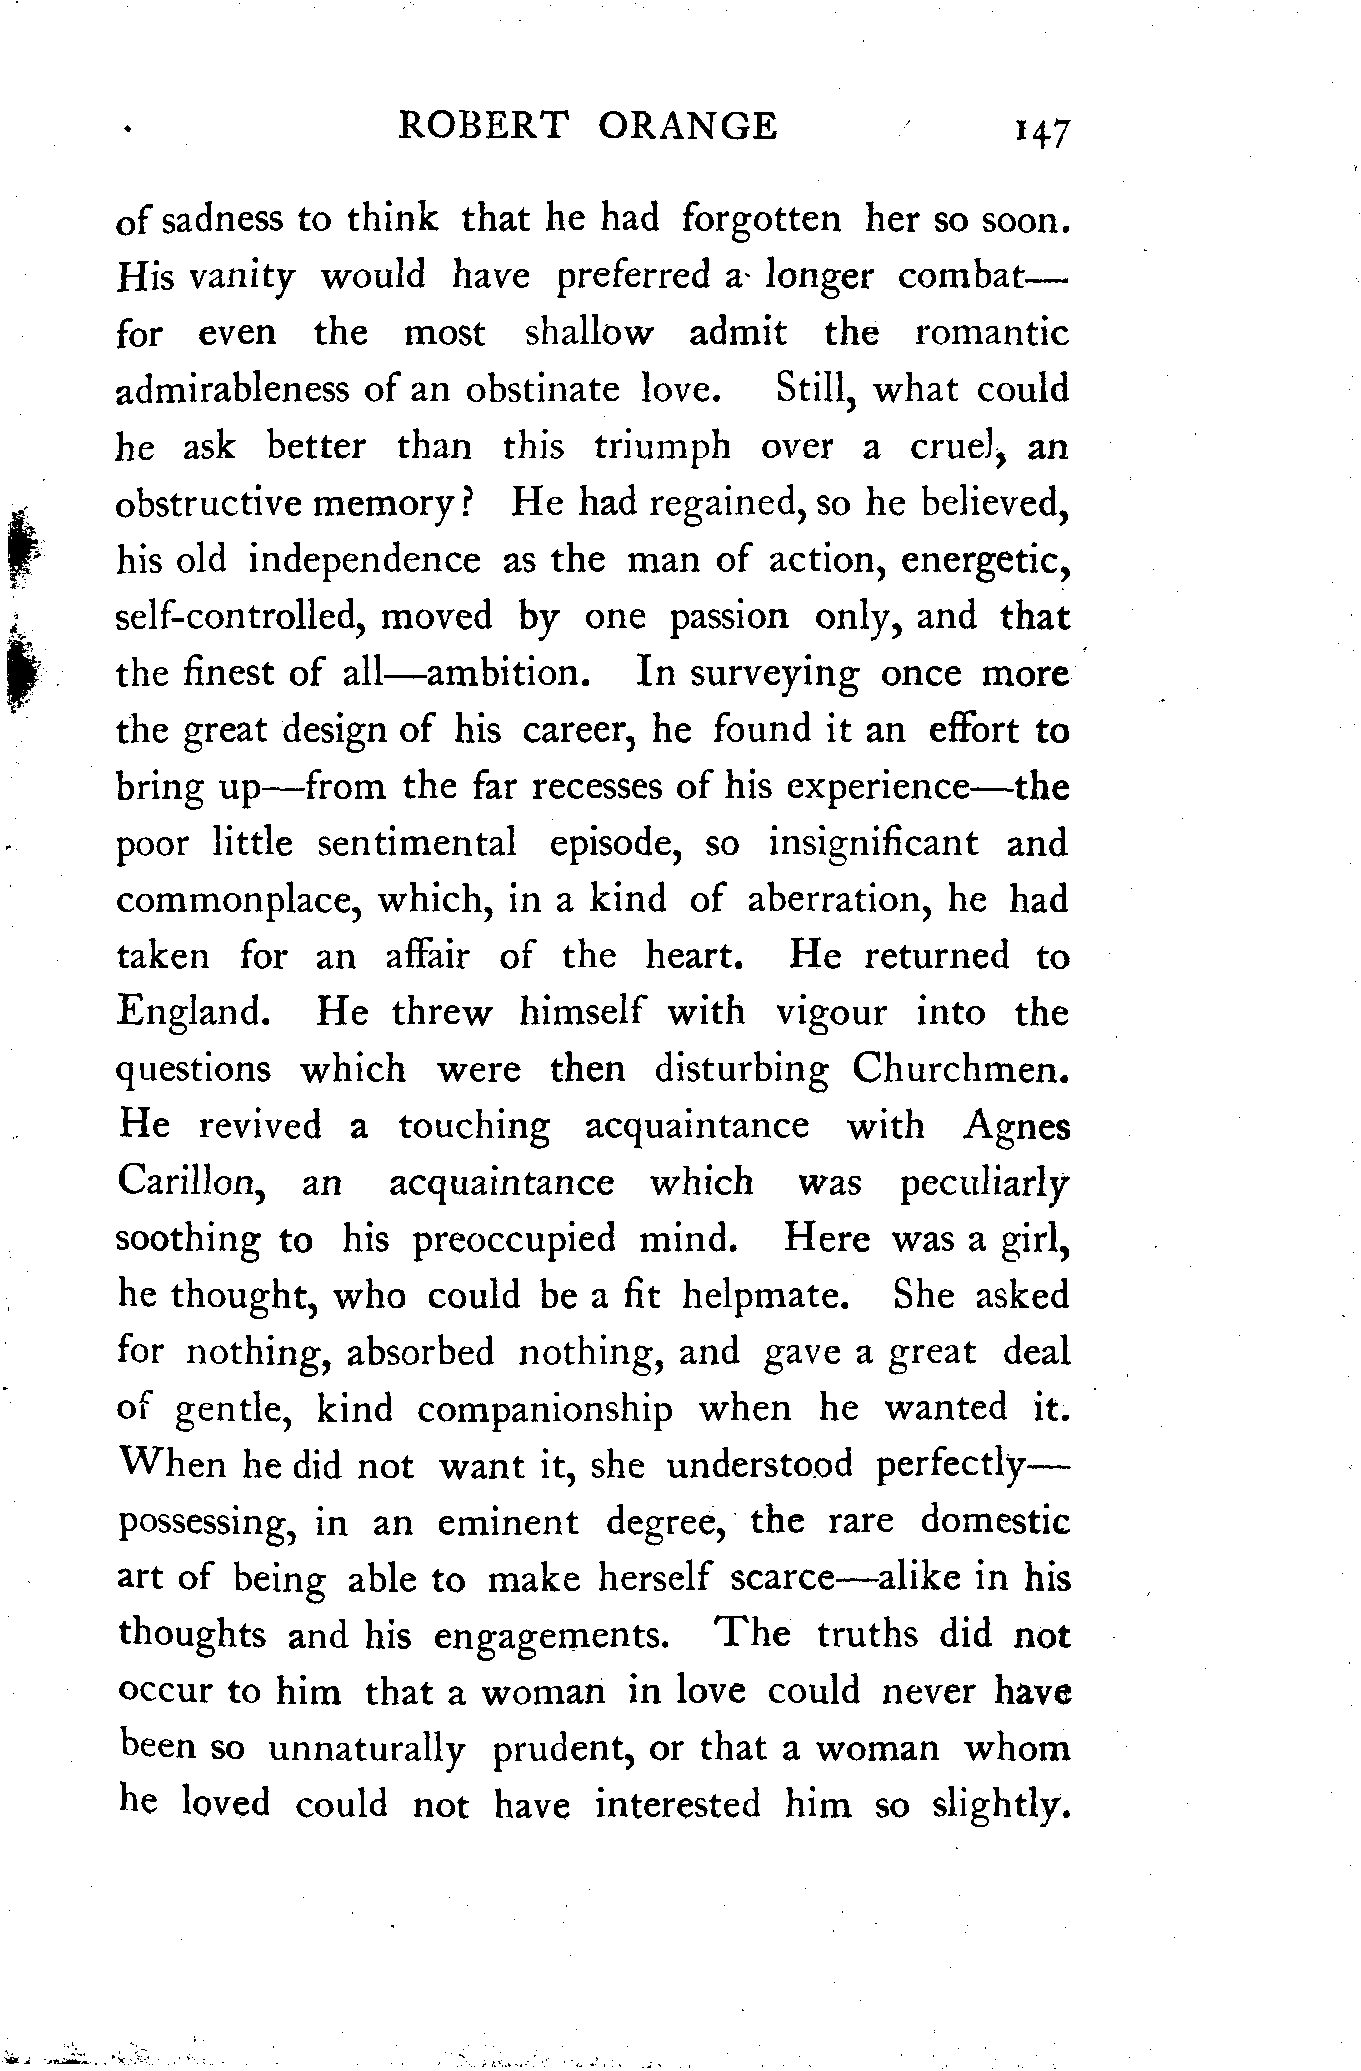 ROBERT ORANGE 147
of sadness to think that he had forgotten her so soon.
His vanity would have preferred a longer combat—
for even the most shallow admit the romantic
admirableness of an obstinate love. Still, what could
he ask better than this triumph over a cruel, an
obstructive memory? He had regained, so he believed,
his old independence as the man of action, energetic,
self-controlled, moved by one passion only, and that
the finest of all—ambition. In surveying once more
the great design of his career, he found it an effort to
bring up—from the far recesses of his experience—the
poor little sentimental episode, so insignificant and
commonplace, which, in a kind of aberration, he had
taken for an affair of the heart. He returned to
England. He threw himself with vigour into the
questions which were then disturbing Churchmen.
He revived a touching acquaintance with Agnes
Carillon, an acquaintance which was peculiarly
soothing to his preoccupied mind. Here was a girl,
he thought, who could be a fit helpmate. She asked
for nothing, absorbed nothing, and gave a great deal
of gentle, kind companionship when he wanted it.
When he did not want it, she understood perfectly—
possessing, in an eminent degree, the rare domestic
art of being able to make herself scarce—alike in his
thoughts and his engagements. The truths did not
occur to him that a woman in love could never have
been so unnaturally prudent, or that a woman whom
he loved could not have interested him so slightly.